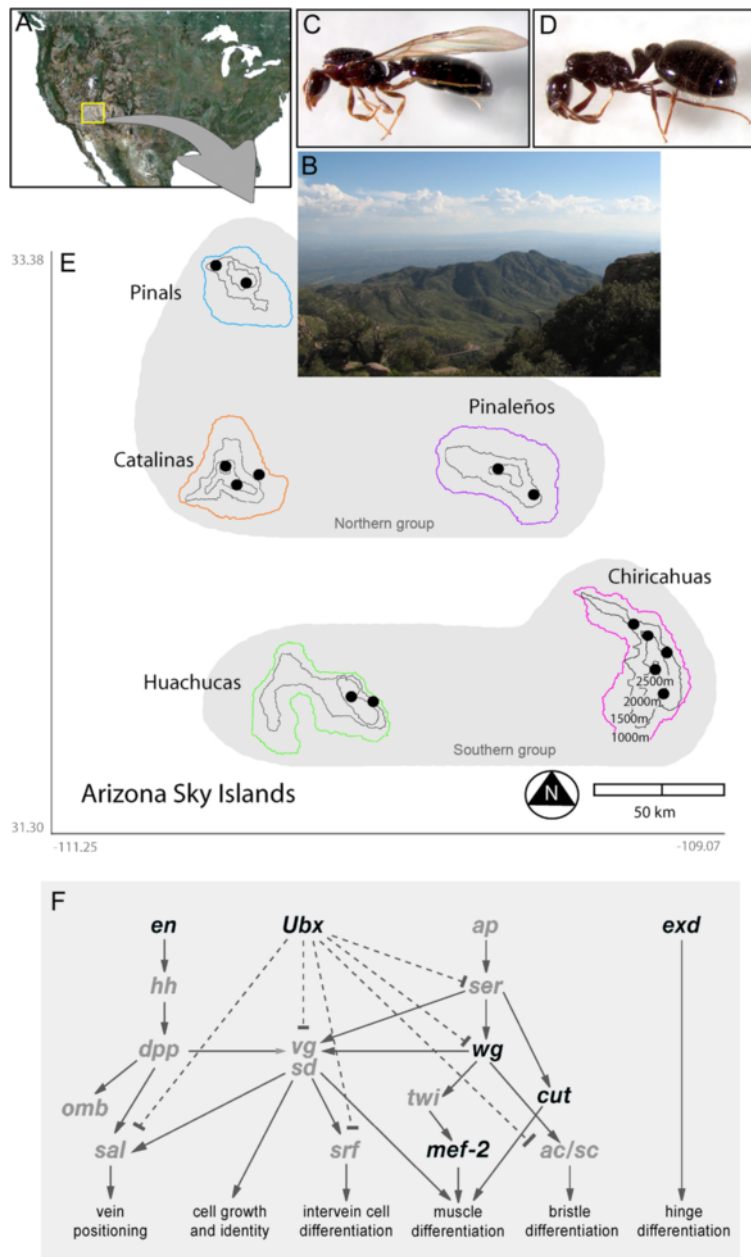 A
C
D
B
E
33.38
Pinals
Pinaleños
Catalinas
Northern group
Chiricahuas
Huachucas
2500m
2000m
1500m
1000m
Southern group
Arizona Sky Islands
N
50 km
31.30
-111.25
-109.07
F
en Ubx ap exd
hh ser
dpp vg wg
sd
omb twi cut
sal srf mef-2 ac/sc
vein cell growth intervein cell muscle bristle hinge
positioning and identity differentiation differentiation differentiation differentiation